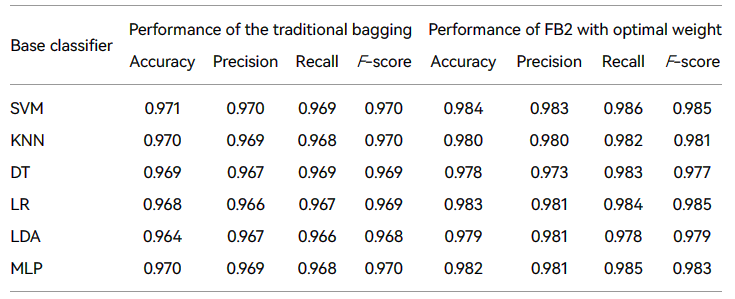 Base classifier Performance of the traditional bagging Performance of FB2 with optimal weight
Accuracy Precision Recall F-score Accuracy Precision Recall F-score
SVM 0.971 0.970 0.969 0.970 0.984 0.983 0.986 0.985
KNN 0.970 0.969 0.968 0.970 0.980 0.980 0.982 0.981
DT 0.969 0.967 0.969 0.969 0.978 0.973 0.983 0.977
LR 0.968 0.966 0.967 0.969 0.983 0.981 0.984 0.985
LDA 0.964 0.967 0.966 0.968 0.979 0.981 0.978 0.979
MLP 0.970 0.969 0.968 0.970 0.982 0.981 0.985 0.983